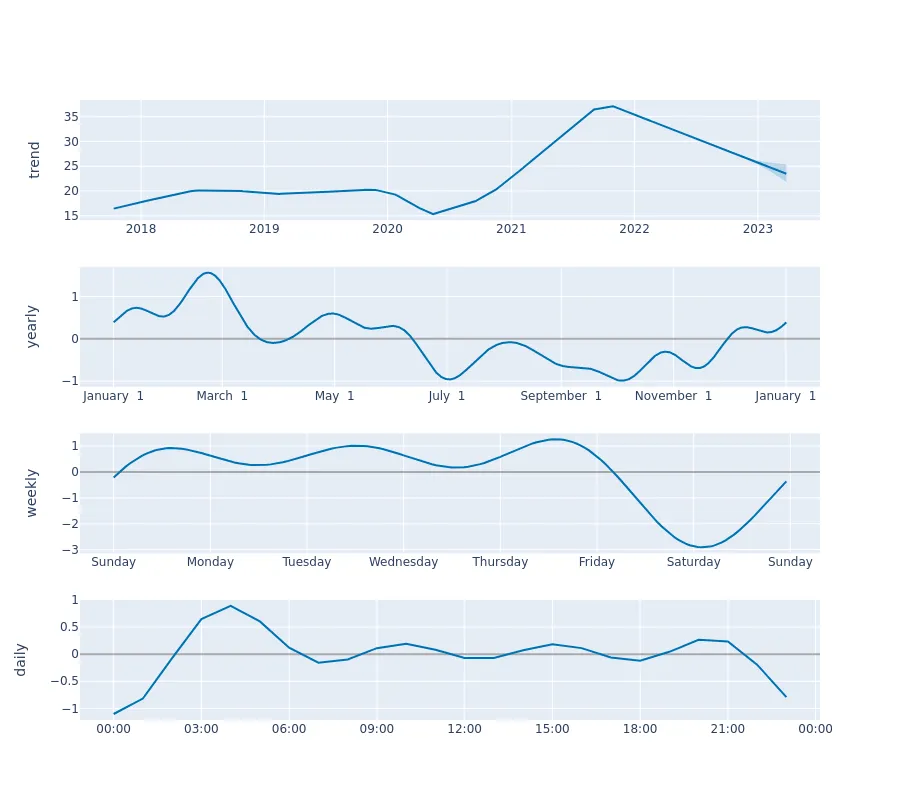 trend
35
30
25
20
15
2018 2019 2020 2021 2022 2023
yearly
1
0
−1
January 1 March 1 May 1 July 1 September 1 November 1 January 1
weekly
1
0
−1
−2
−3
Sunday Monday Tuesday Wednesday Thursday Friday Saturday Sunday
daily
1
0.5
0
−0.5
−1
00:00 03:00 06:00 09:00 12:00 15:00 18:00 21:00 00:00